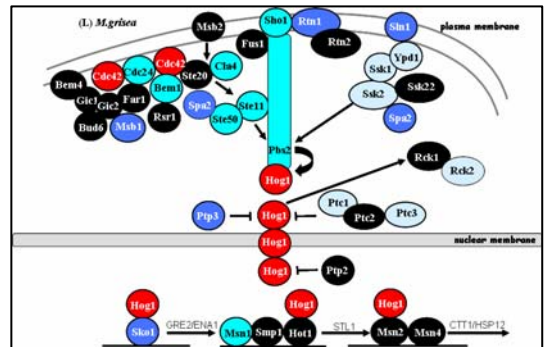 (L) M.grisea
plasma membrane
Msb2
Sho1
Rtn1
Sln1
Fus1
Rtn2
Ypd1
Cdc42
Cdc24
Cdc42
Cla4
Ssk1
Bem4
Ste20
Ssk22
Gic1
Bem1
Ssk2
Gic2
Far1
Spa2
Ste11
Spa2
Bud6
Msb1
Rsr1
Ste50
Pbs2
Rck1
Hog1
Rck2
Ptc1
Ptp3
Hog1
Ptc2
Ptc3
Hog1
nuclear membrane
Hog1
Ptp2
Hog1
Hog1
Hog1
GRE2/ENA1
STL1
CTT1/HSP12
Sko1
Msn1
Smp1
Hot1
Msn2
Msn4